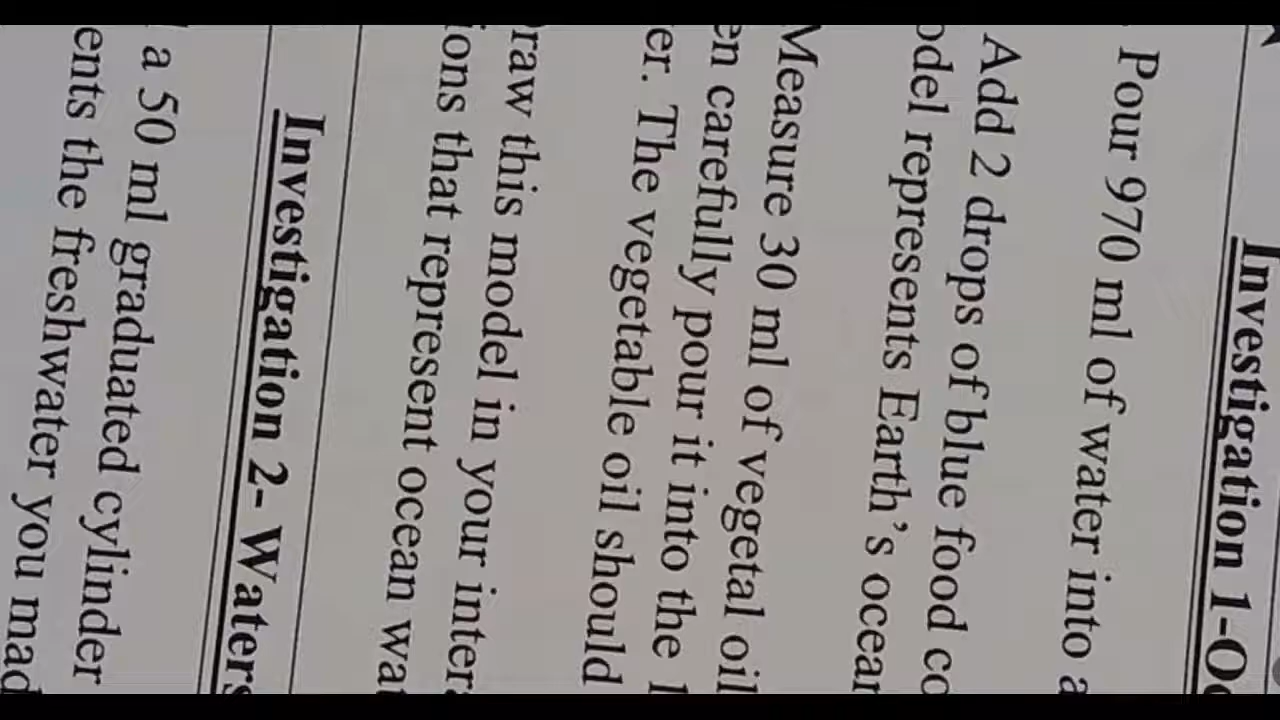 Investigation 1-O
Pour 970 ml of water into a
Add 2 drops of blue food co
odel represents Earth's ocean
Measure 30 ml of vegetal oil
en carefully pour it into the
er. The vegetable oil should
raw this model in your inter
ions that represent ocean wat
Investigation 2- Waters
a 50 ml graduated cylinder
ents the freshwater you mad